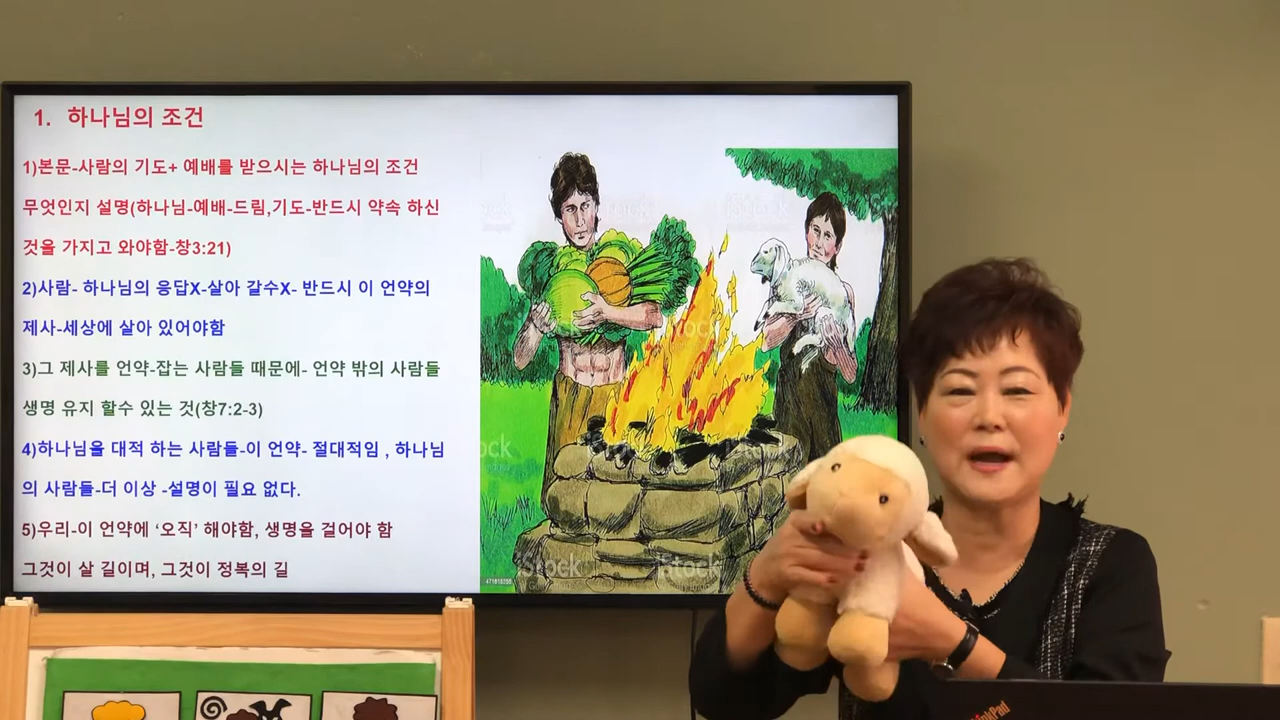 1. 하나님의 조건
1)본문-사람의 기도+ 예배를 받으시는 하나님의 조건
무엇인지 설명(하나님-예배-드림,기도-반드시 약속 하신
것을 가지고 와야함-창3:21)
2)사람- 하나님의 응답X-살아 갈수X- 반드시 이 언약의
제사-세상에 살아 있어야함
3)그 제사를 언약-잡는 사람들 때문에- 언약 밖의 사람들
생명 유지 할수 있는 것(창7:2-3)
4)하나님을 대적 하는 사람들-이 언약- 절대적임 , 하나님
의 사람들-더 이상 -설명이 필요 없다.
5)우리-이 언약에 ‘오직’ 해야함, 생명을 걸어야 함
그것이 살 길이며, 그것이 정복의 길
iStock
iStock
ThinkPad